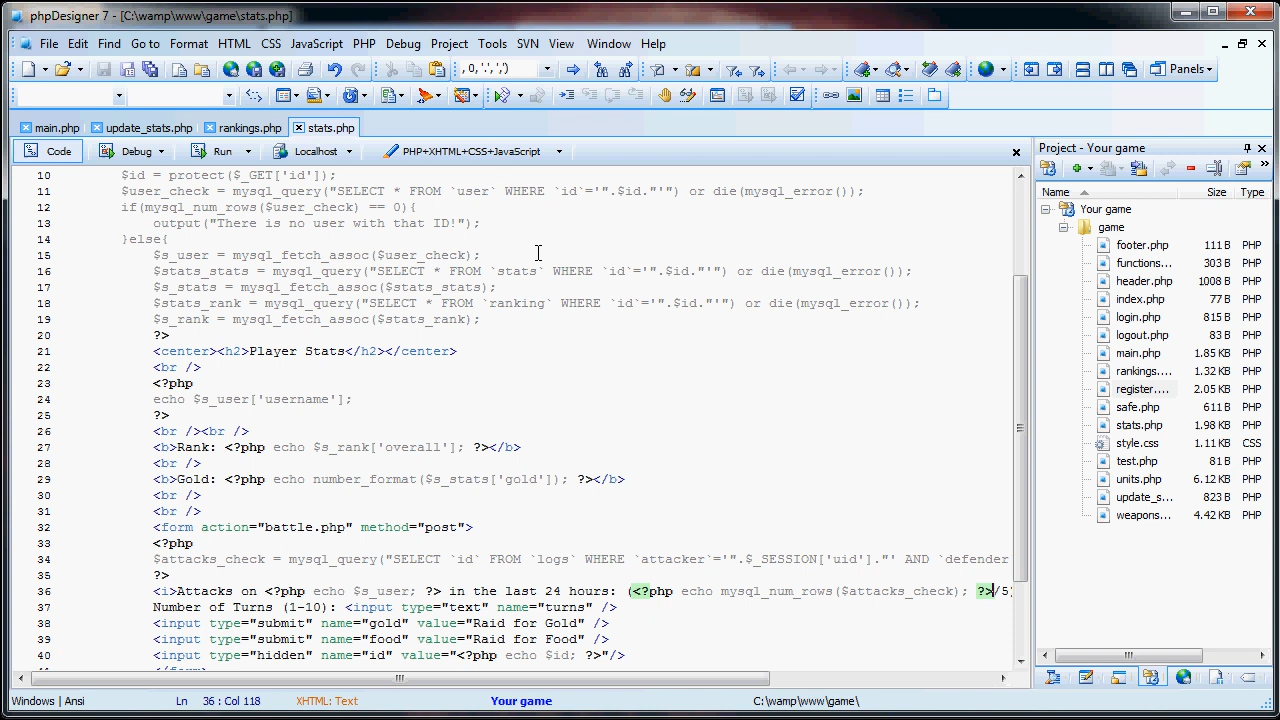 phpDesigner 7 - [C:\wamp\www\game\stats.php]
File Edit Find Go to Format HTML CSS JavaScript PHP Debug Project Tools SVN View Window Help
, 0,'.','.')
Panels
main.php update_stats.php rankings.php stats.php
Code Debug Run Localhost PHP+XHTML+CSS+JavaScript
10 $id = protect($_GET['id']);
11 $user_check = mysql_query("SELECT * FROM `user` WHERE `id`='".$id."'") or die(mysql_error());
12 if(mysql_num_rows($user_check) == 0){
13 output("There is no user with that ID!");
14 }else{
15 $s_user = mysql_fetch_assoc($user_check);
16 $stats_stats = mysql_query("SELECT * FROM `stats` WHERE `id`='".$id."'") or die(mysql_error());
17 $s_stats = mysql_fetch_assoc($stats_stats);
18 $stats_rank = mysql_query("SELECT * FROM `ranking` WHERE `id`='".$id."'") or die(mysql_error());
19 $s_rank = mysql_fetch_assoc($stats_rank);
20 ?>
21 <center><h2>Player Stats</h2></center>
22 <br />
23 <?php
24 echo $s_user['username'];
25 ?>
26 <br /><br />
27 <b>Rank: <?php echo $s_rank['overall']; ?></b>
28 <br />
29 <b>Gold: <?php echo number_format($s_stats['gold']); ?></b>
30 <br />
31 <br />
32 <form action="battle.php" method="post">
33 <?php
34 $attacks_check = mysql_query("SELECT `id` FROM `logs` WHERE `attacker`='".$_SESSION['uid']."' AND `defender
35 ?>
36 <i>Attacks on <?php echo $s_user; ?> in the last 24 hours: (<?php echo mysql_num_rows($attacks_check); ?>/5)
37 Number of Turns (1-10): <input type="text" name="turns" />
38 <input type="submit" name="gold" value="Raid for Gold" />
39 <input type="submit" name="food" value="Raid for Food" />
40 <input type="hidden" name="id" value="<?php echo $id; ?>"/>
Project - Your game
Name Size Type
Your game
game
footer.php 111 B PHP
functions... 303 B PHP
header.php 1008 B PHP
index.php 77 B PHP
login.php 815 B PHP
logout.php 83 B PHP
main.php 1.85 KB PHP
rankings.... 1.32 KB PHP
register.... 2.05 KB PHP
safe.php 611 B PHP
stats.php 1.98 KB PHP
style.css 1.11 KB CSS
test.php 81 B PHP
units.php 6.12 KB PHP
update_s... 823 B PHP
weapons... 4.42 KB PHP
Windows | Ansi Ln 36 : Col 118 XHTML: Text Your game C:\wamp\www\game\